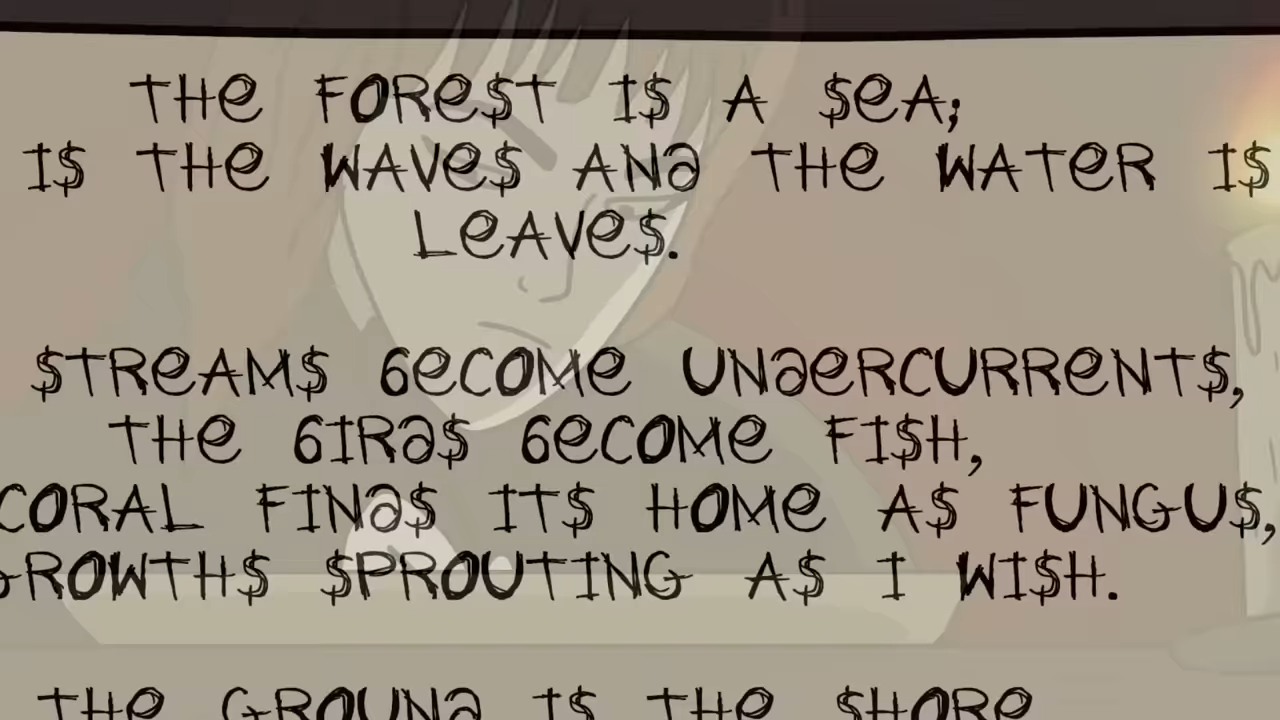 THE FOREST IS A SEA;
IS THE WAVES AND THE WATER IS
LEAVES.
STREAMS BECOME UNDERCURRENTS,
THE BIRDS BECOME FISH,
CORAL FINDS ITS HOME AS FUNGUS,
GROWTHS SPROUTING AS I WISH.
THE GROUND IS THE SHORE